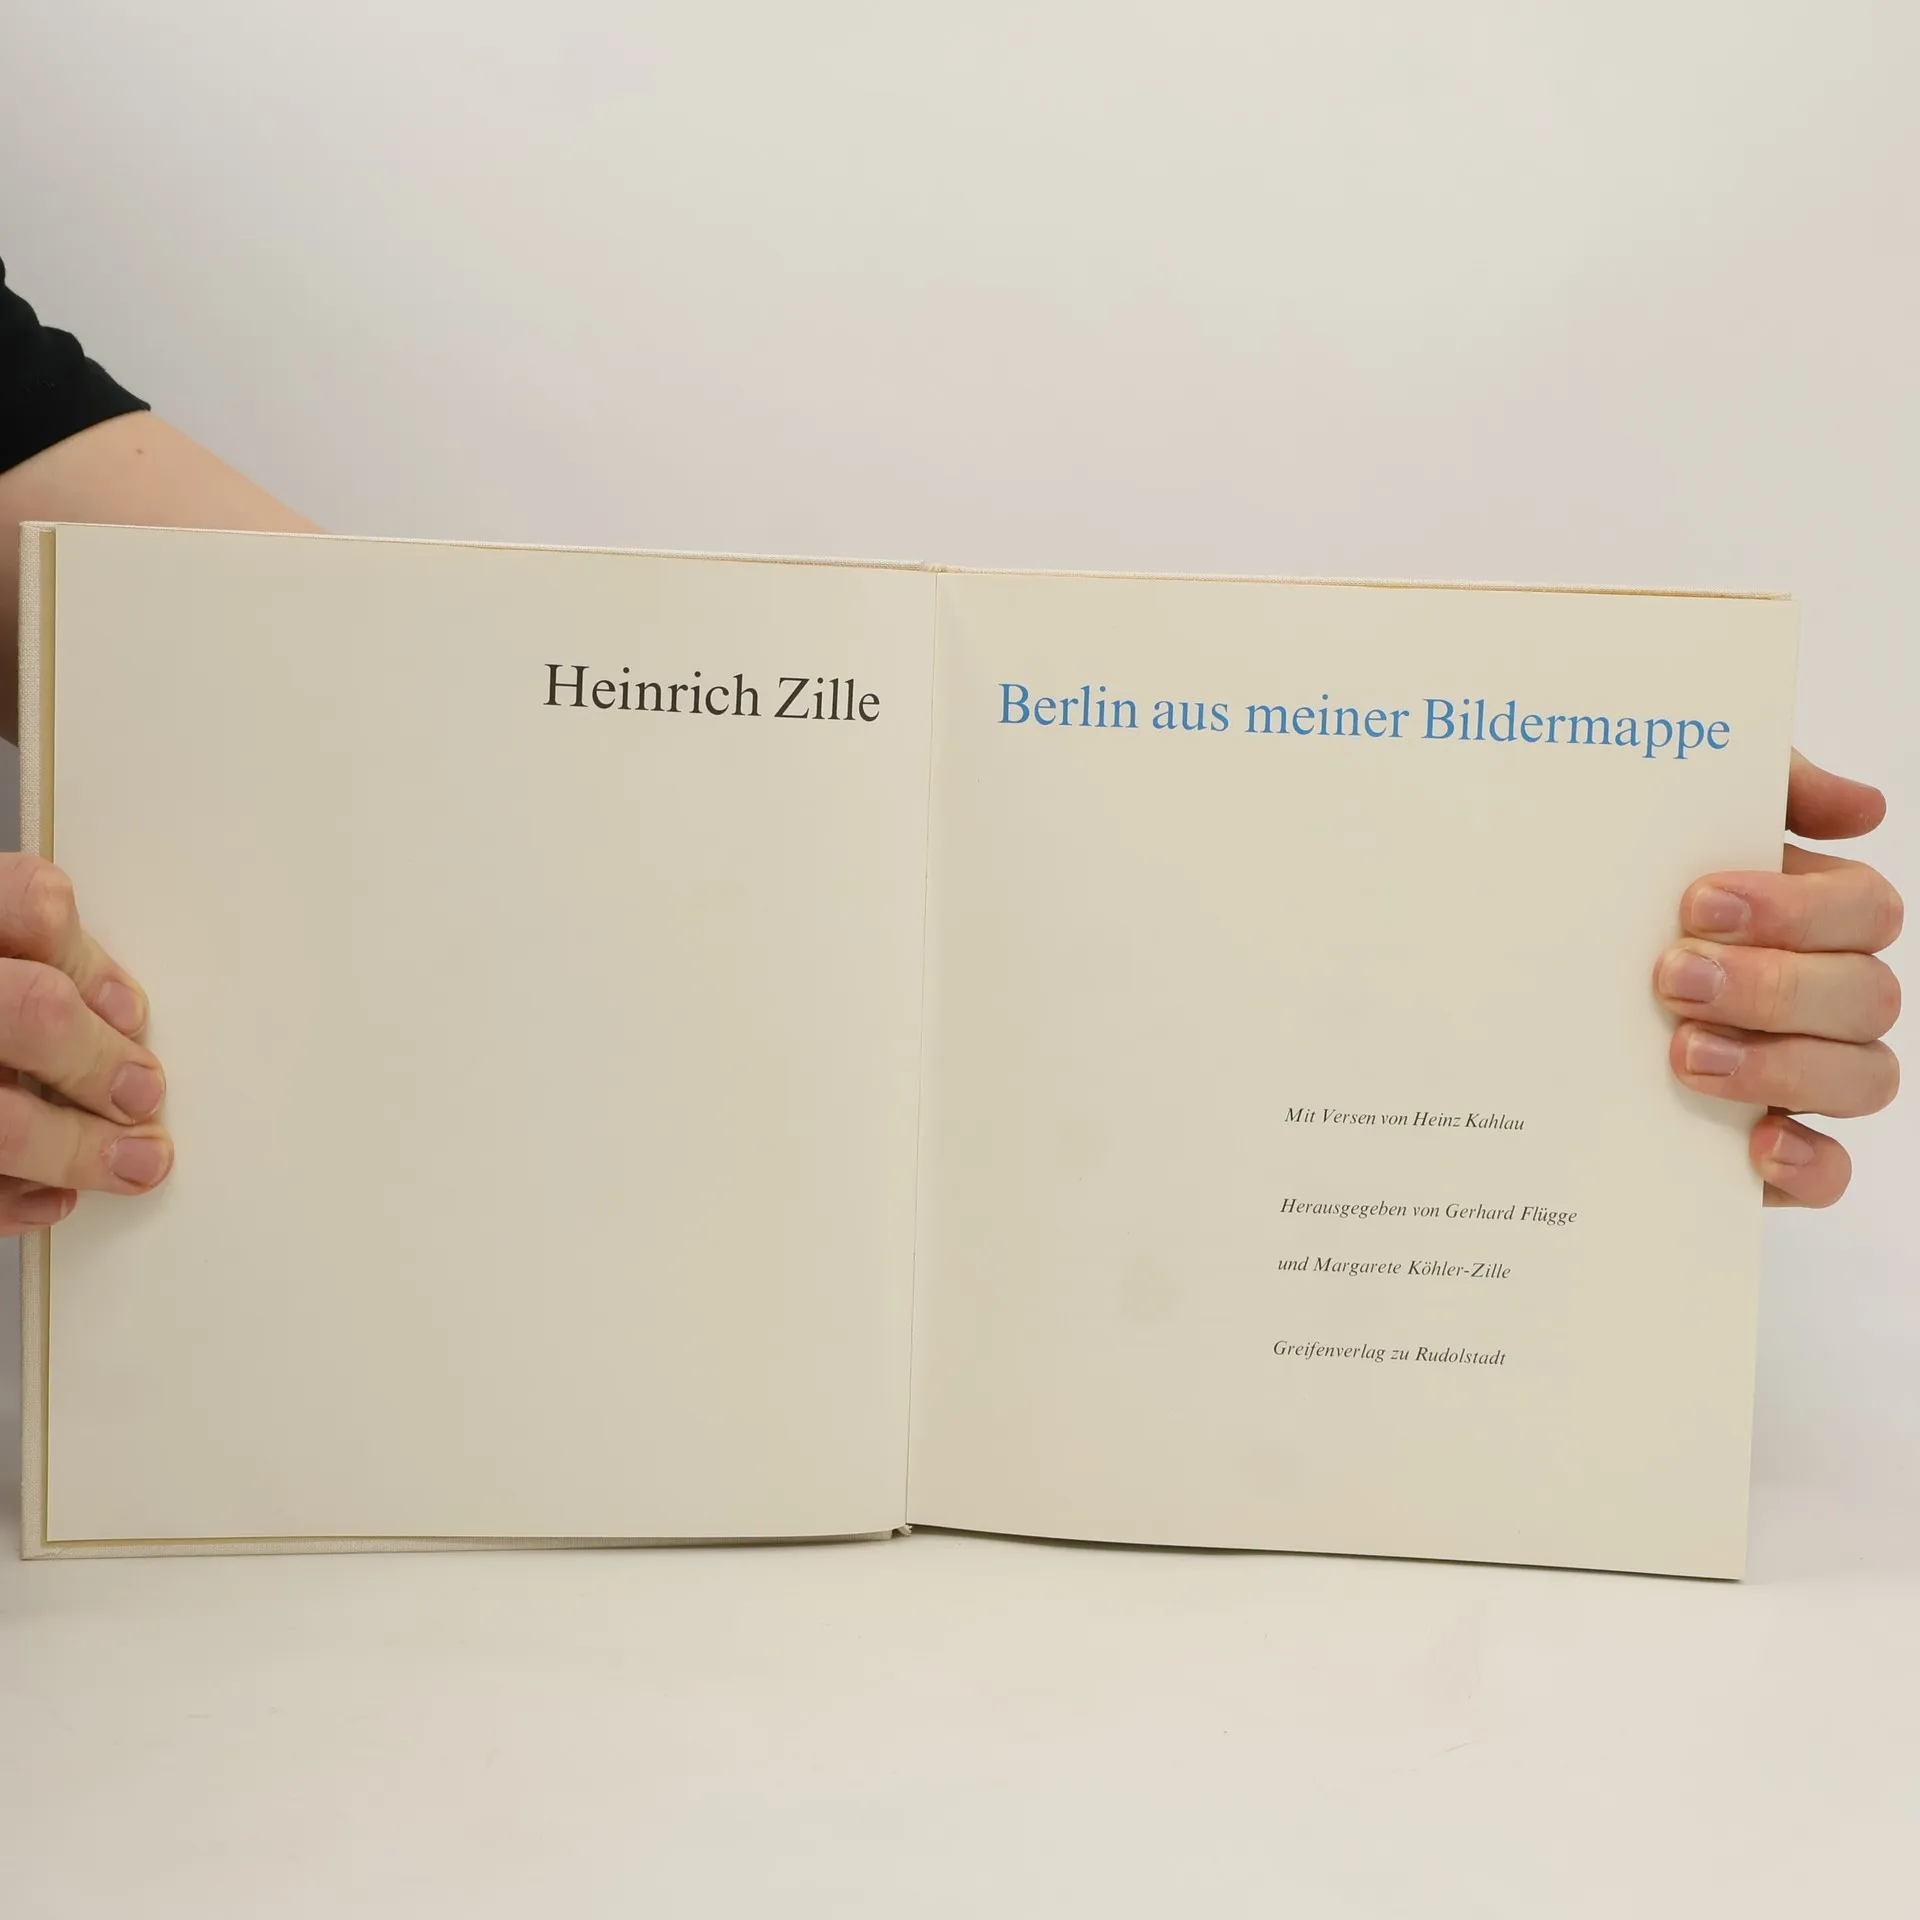 Heinrich Zille
Berlin aus meiner Bildermappe
Mit Versen von Heinz Kahlau
Herausgegeben von Gerhard Flügge
und Margarete Köhler-Zille
Greifenverlag zu Rudolstadt